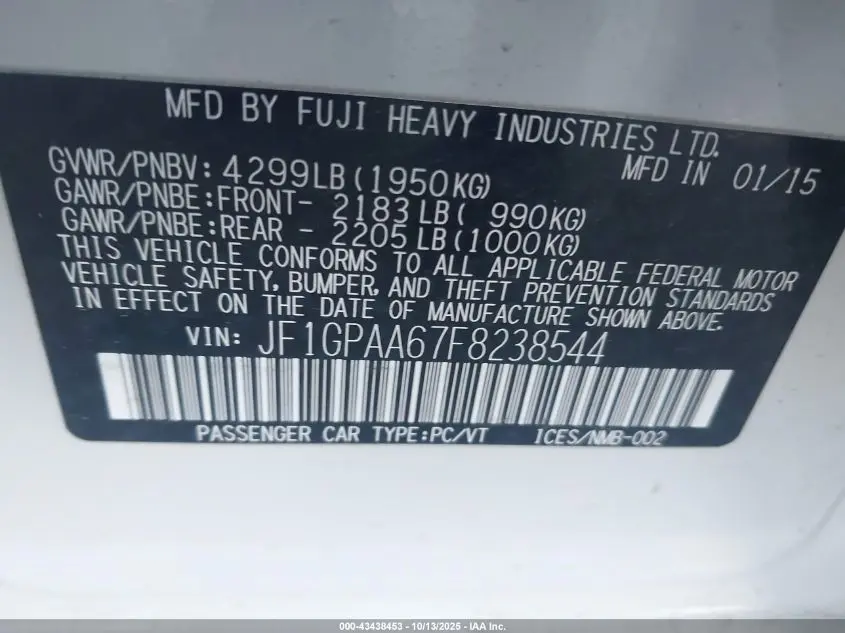 MFD BY FUJI HEAVY INDUSTRIES LTD.
MFD IN 01/15
GVWR/PNBV: 4299LB(1950KG)
GAWR/PNBE:FRONT- 2183LB( 990KG)
GAWR/PNBE:REAR - 2205LB(1000KG)
THIS VEHICLE CONFORMS TO ALL APPLICABLE FEDERAL MOTOR
VEHICLE SAFETY, BUMPER, AND THEFT PREVENTION STANDARDS
IN EFFECT ON THE DATE OF MANUFACTURE SHOWN ABOVE.
VIN: JF1GPAA67F8238544
PASSENGER CAR TYPE:PC/VT ICES/NMB-002
000-43438453 - 10/13/2025 - IAA Inc.